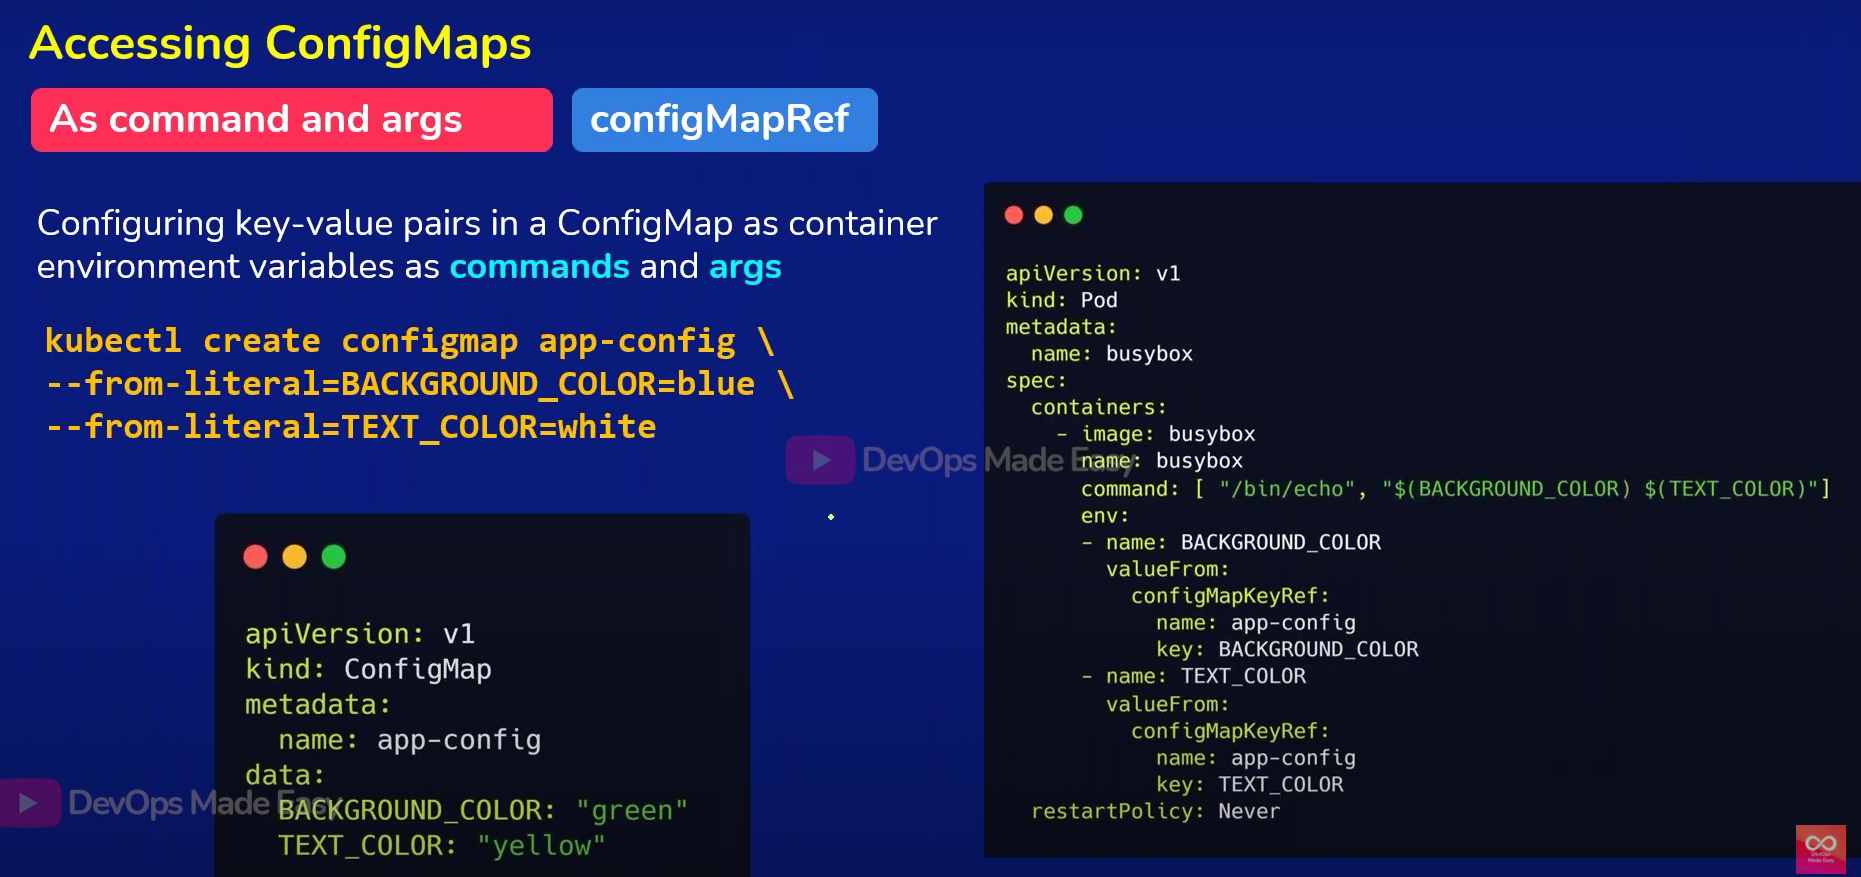 Accessing ConfigMaps
As command and args
configMapRef
Configuring key-value pairs in a ConfigMap as container
environment variables as commands and args
kubectl create configmap app-config \
--from-literal=BACKGROUND_COLOR=blue \
--from-literal=TEXT_COLOR=white
apiVersion: v1
kind: ConfigMap
metadata:
  name: app-config
data:
  BACKGROUND_COLOR: "green"
  TEXT_COLOR: "yellow"
apiVersion: v1
kind: Pod
metadata:
  name: busybox
spec:
  containers:
    - image: busybox
      name: busybox
      command: [ "/bin/echo", "$(BACKGROUND_COLOR) $(TEXT_COLOR)"]
      env:
      - name: BACKGROUND_COLOR
        valueFrom:
          configMapKeyRef:
            name: app-config
            key: BACKGROUND_COLOR
      - name: TEXT_COLOR
        valueFrom:
          configMapKeyRef:
            name: app-config
            key: TEXT_COLOR
  restartPolicy: Never
DevOps Made Easy
DevOps Made Easy
DevOps
Made Easy